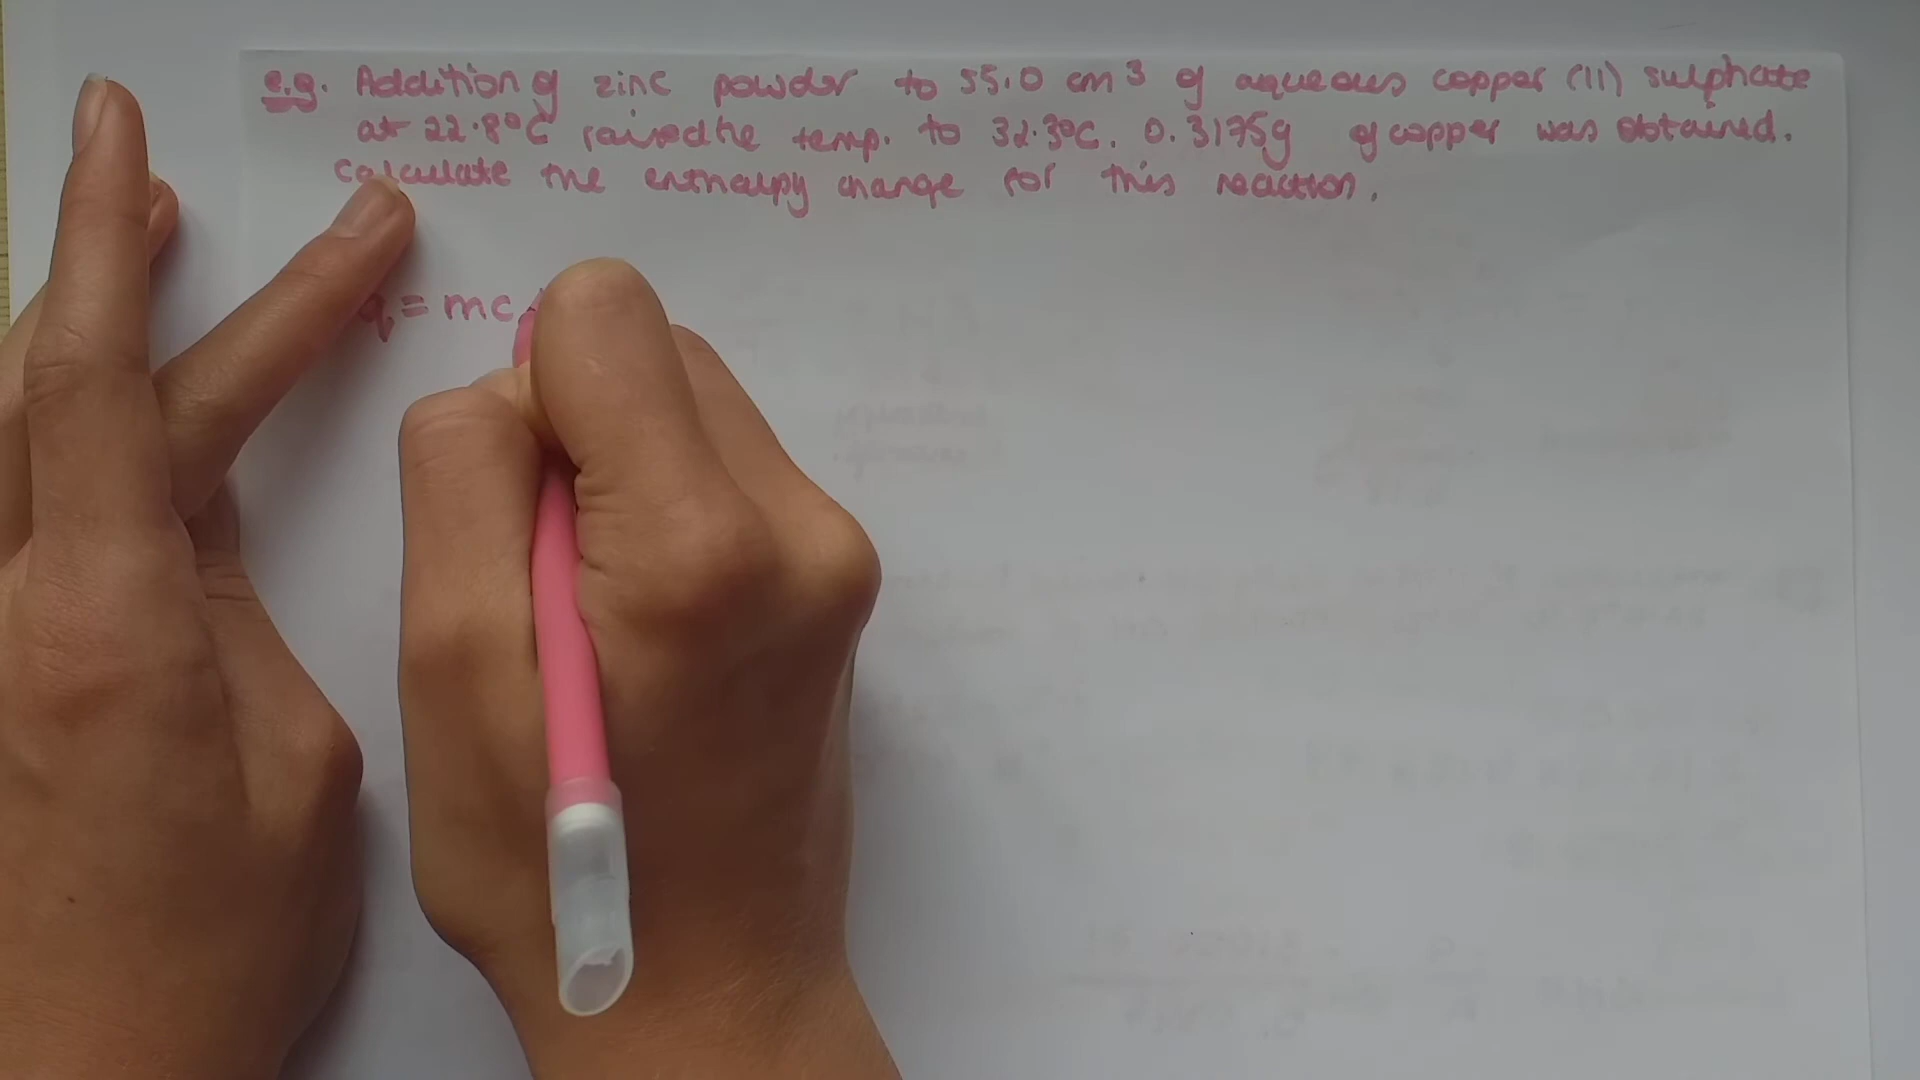 e.g. Addition of zinc powder to 55.0 cm3 of aqueous copper (II) sulphate
at 22.8°C raised the temp. to 32.3°C. 0.3175g of copper was obtained.
Calculate the enthalpy change for this reaction.
q = mc